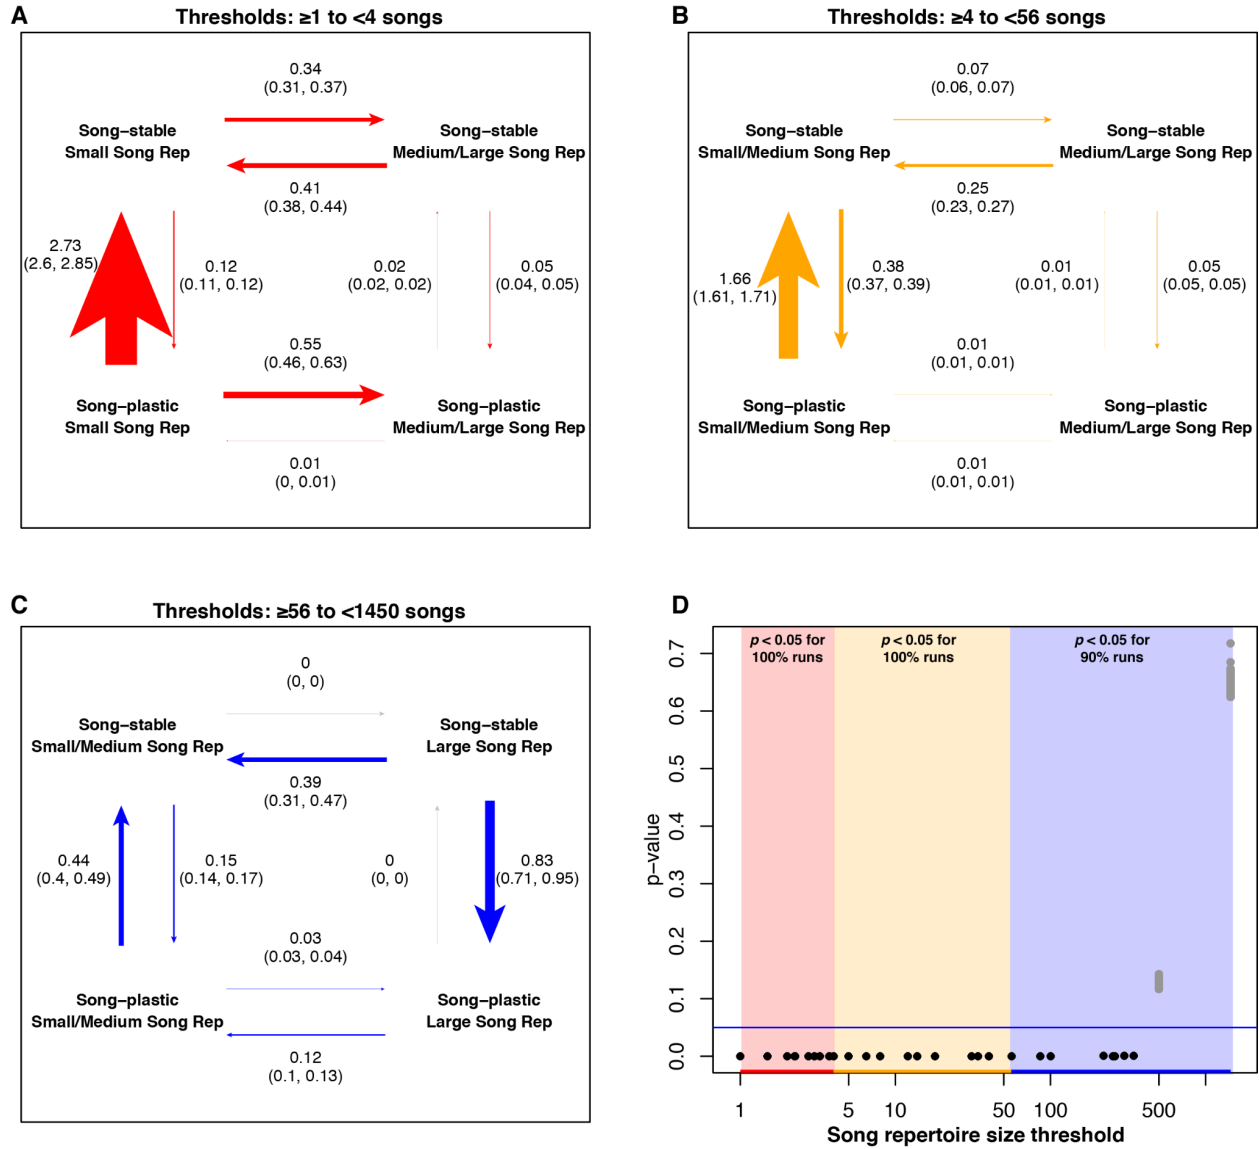 A
Thresholds: ≥1 to <4 songs
0.34
(0.31, 0.37)
Song–stable
Small Song Rep
Song–stable
Medium/Large Song Rep
0.41
(0.38, 0.44)
2.73
(2.6, 2.85)
0.12
(0.11, 0.12)
0.02
(0.02, 0.02)
0.05
(0.04, 0.05)
0.55
(0.46, 0.63)
Song–plastic
Small Song Rep
Song–plastic
Medium/Large Song Rep
0.01
(0, 0.01)
B
Thresholds: ≥4 to <56 songs
0.07
(0.06, 0.07)
Song–stable
Small/Medium Song Rep
Song–stable
Medium/Large Song Rep
0.25
(0.23, 0.27)
1.66
(1.61, 1.71)
0.38
(0.37, 0.39)
0.01
(0.01, 0.01)
0.05
(0.05, 0.05)
0.01
(0.01, 0.01)
Song–plastic
Small/Medium Song Rep
Song–plastic
Medium/Large Song Rep
0.01
(0.01, 0.01)
C
Thresholds: ≥56 to <1450 songs
0
(0, 0)
Song–stable
Small/Medium Song Rep
Song–stable
Large Song Rep
0.39
(0.31, 0.47)
0.44
(0.4, 0.49)
0.15
(0.14, 0.17)
0
(0, 0)
0.83
(0.71, 0.95)
0.03
(0.03, 0.04)
Song–plastic
Small/Medium Song Rep
Song–plastic
Large Song Rep
0.12
(0.1, 0.13)
D
p < 0.05 for
100% runs
p < 0.05 for
100% runs
p < 0.05 for
90% runs
p−value
0.7
0.6
0.5
0.4
0.3
0.2
0.1
0.0
1 5 10 50 100 500
Song repertoire size threshold